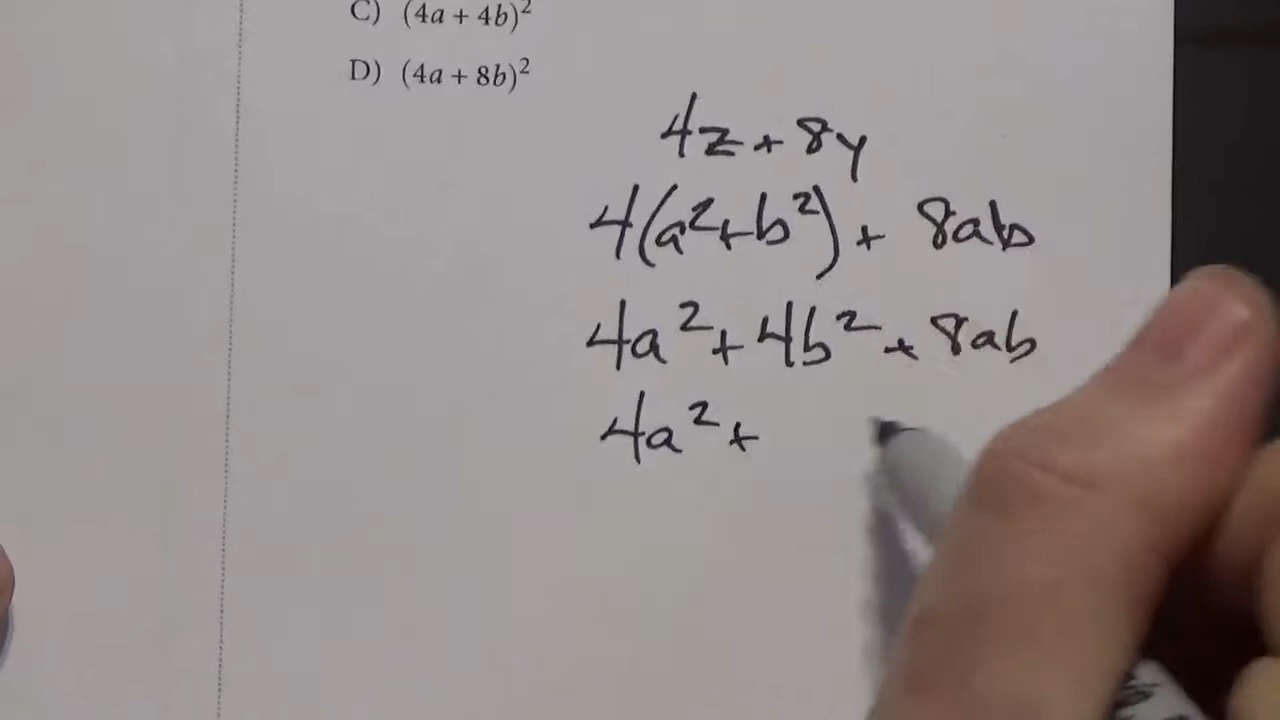 C) (4a + 4b)²
D) (4a + 8b)²
4z + 8y
4(a²+b²) + 8ab
4a² + 4b² + 8ab
4a² +